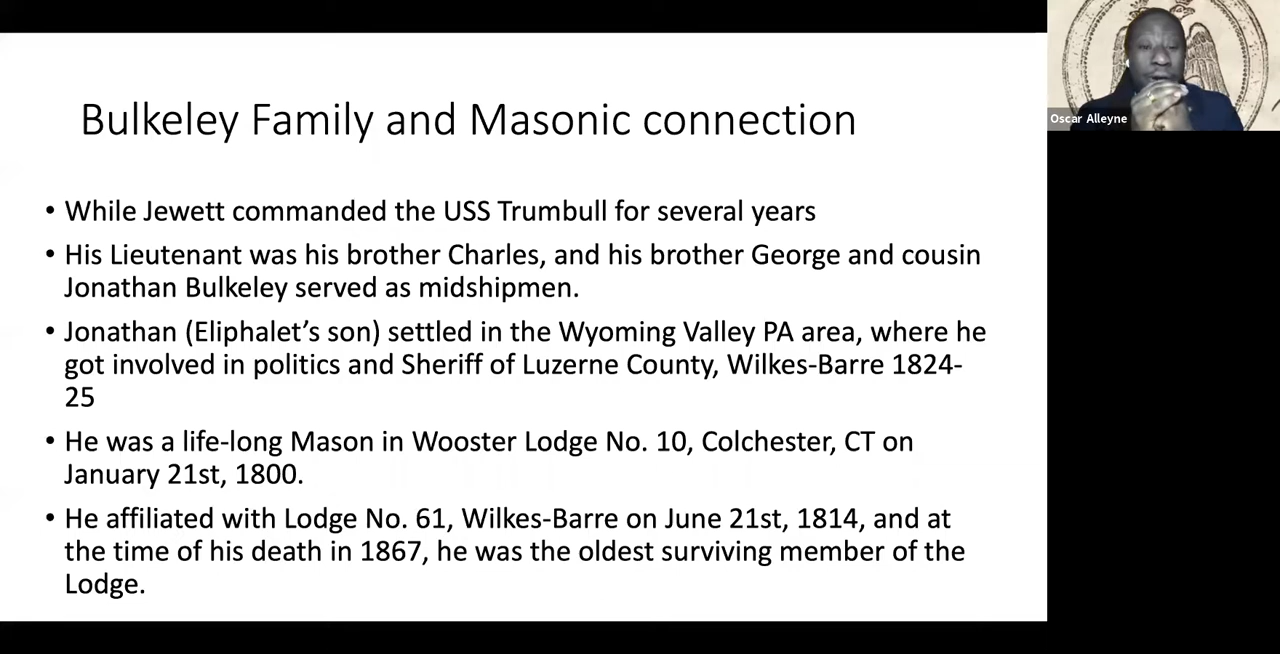 Bulkeley Family and Masonic connection
• While Jewett commanded the USS Trumbull for several years
• His Lieutenant was his brother Charles, and his brother George and cousin
Jonathan Bulkeley served as midshipmen.
• Jonathan (Eliphalet’s son) settled in the Wyoming Valley PA area, where he
got involved in politics and Sheriff of Luzerne County, Wilkes-Barre 1824-
25
• He was a life-long Mason in Wooster Lodge No. 10, Colchester, CT on
January 21st, 1800.
• He affiliated with Lodge No. 61, Wilkes-Barre on June 21st, 1814, and at
the time of his death in 1867, he was the oldest surviving member of the
Lodge.
Oscar Alleyne